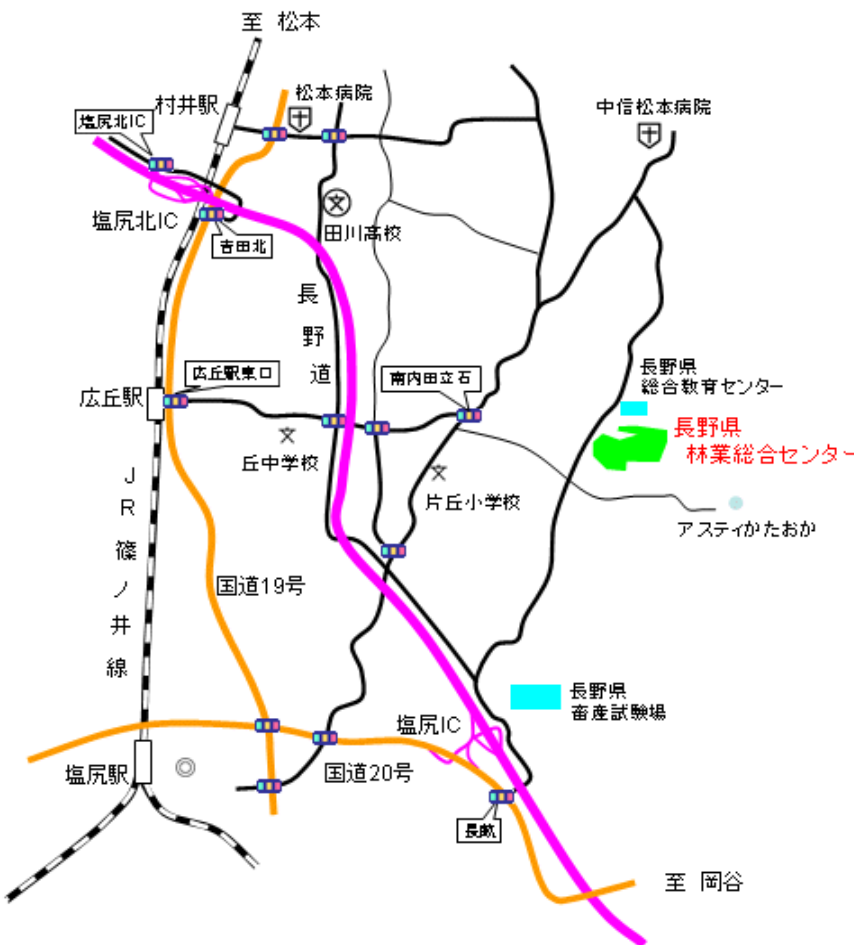 至 松本
松本病院
村井駅
中信松本病院
塩尻北IC
塩尻北IC
田川高校
吉田北
長野道
広丘駅東口
南内田立石
長野県
総合教育センター
広丘駅
長野県
林業総合センター
丘中学校
片丘小学校
アスティかたおか
JR篠ノ井線
国道19号
長野県
畜産試験場
塩尻IC
塩尻駅
国道20号
長畝
至 岡谷